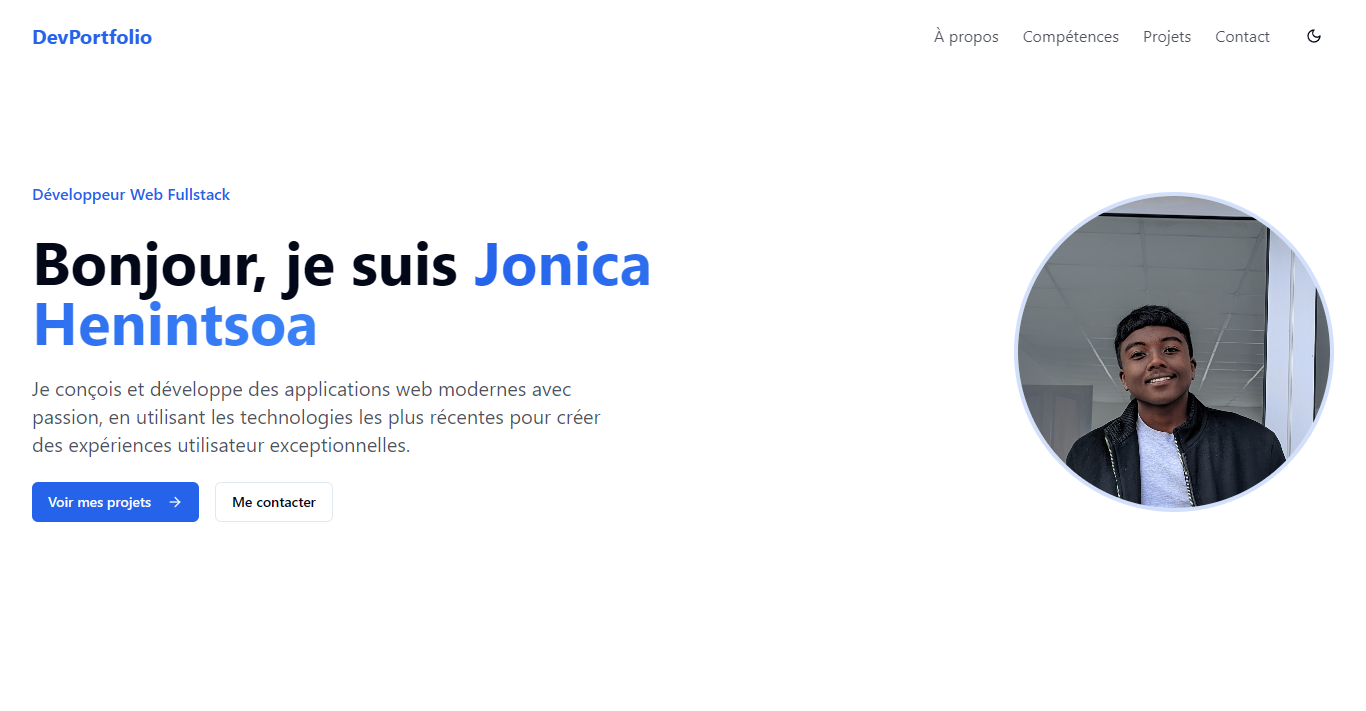 DevPortfolio
À propos Compétences Projets Contact
Développeur Web Fullstack
Bonjour, je suis Jonica
Henintsoa
Je conçois et développe des applications web modernes avec
passion, en utilisant les technologies les plus récentes pour créer
des expériences utilisateur exceptionnelles.
Voir mes projets →
Me contacter